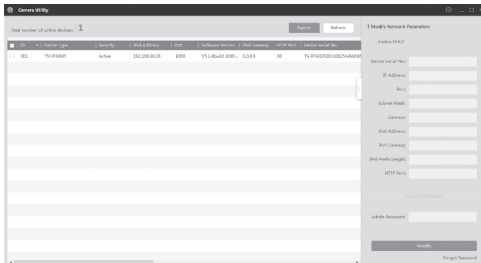 Camera Utility
Total number of online devices: 1
Export
Refresh
ID
Device Type
Security
IPv4 Address
Port
Software Version
IPv4 Gateway
HTTP Port
Device Serial No.
001
Active
8000
0.0.0.0
80
Modify Network Parameters
Enable DHCP
Device Serial No.:
IP Address:
Port:
Subnet Mask:
Gateway:
IPv6 Address:
IPv6 Gateway:
IPv6 Prefix Length:
HTTP Port:
Admin Password:
Modify
Forgot Password